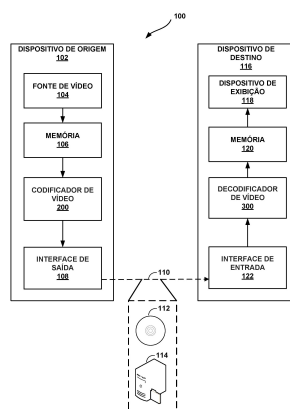 100
DISPOSITIVO DE ORIGEM
102
FONTE DE VÍDEO
104
MEMÓRIA
106
CODIFICADOR DE
VÍDEO
200
INTERFACE DE
SAÍDA
108
110
112
114
DISPOSITIVO DE
DESTINO
116
DISPOSITIVO DE
EXIBIÇÃO
118
MEMÓRIA
120
DECODIFICADOR DE
VÍDEO
300
INTERFACE DE
ENTRADA
122